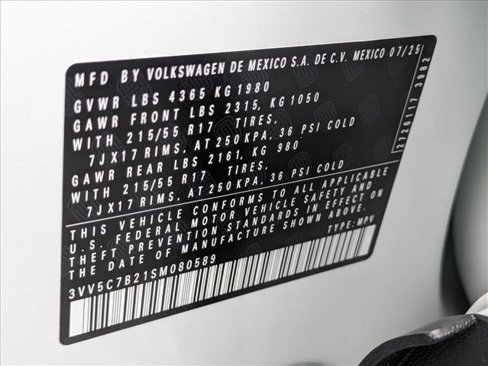 MFD BY VOLKSWAGEN DE MEXICO S.A. DE C.V. MEXICO 07/25
GVWR LBS 4365 KG 1980
GAWR FRONT LBS 2315, KG 1050
WITH 215/55 R17 TIRES,
7JX17 RIMS, AT 250 KPA, 36 PSI COLD
GAWR REAR LBS 2161, KG 980
WITH 215/55 R17 TIRES,
7JX17 RIMS, AT 250 KPA, 36 PSI COLD
THIS VEHICLE CONFORMS TO ALL APPLICABLE
U.S. FEDERAL MOTOR VEHICLE SAFETY AND
THEFT PREVENTION STANDARDS IN EFFECT ON
THE DATE OF MANUFACTURE SHOWN ABOVE.
3VV5C7B21SM080589 TYPE: MPV
2726117 3982